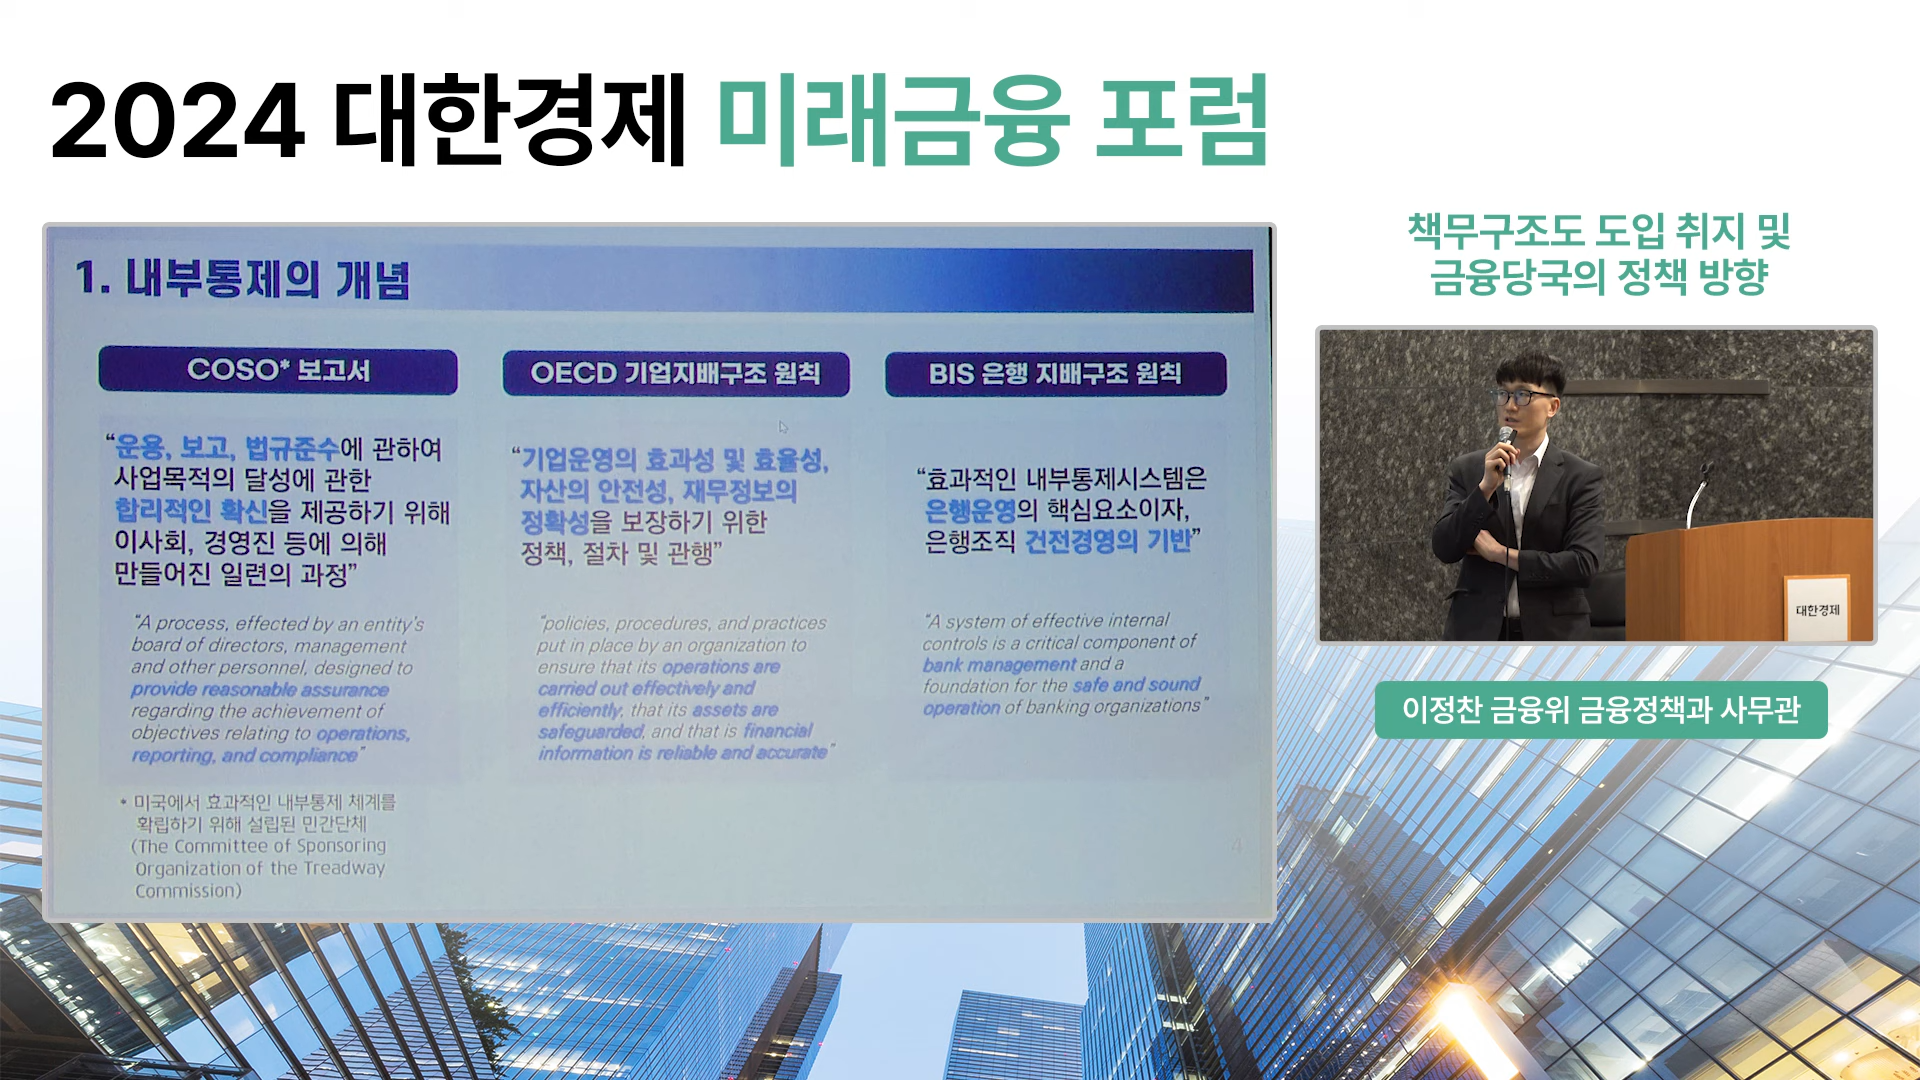 2024 대한경제 미래금융 포럼
책무구조도 도입 취지 및
금융당국의 정책 방향
1. 내부통제의 개념
COSO* 보고서
“운용, 보고, 법규준수에 관하여
사업목적의 달성에 관한
합리적인 확신을 제공하기 위해
이사회, 경영진 등에 의해
만들어진 일련의 과정”
“A process, effected by an entity’s
board of directors, management
and other personnel, designed to
provide reasonable assurance
regarding the achievement of
objectives relating to operations,
reporting, and compliance”
* 미국에서 효과적인 내부통제 체계를
확립하기 위해 설립된 민간단체
(The Committee of Sponsoring
Organization of the Treadway
Commission)
OECD 기업지배구조 원칙
“기업운영의 효과성 및 효율성,
자산의 안전성, 재무정보의
정확성을 보장하기 위한
정책, 절차 및 관행”
“policies, procedures, and practices
put in place by an organization to
ensure that its operations are
carried out effectively and
efficiently, that its assets are
safeguarded, and that is financial
information is reliable and accurate”
BIS 은행 지배구조 원칙
“효과적인 내부통제시스템은
은행운영의 핵심요소이자,
은행조직 건전경영의 기반”
“A system of effective internal
controls is a critical component of
bank management and a
foundation for the safe and sound
operation of banking organizations”
4
대한경제
이정찬 금융위 금융정책과 사무관